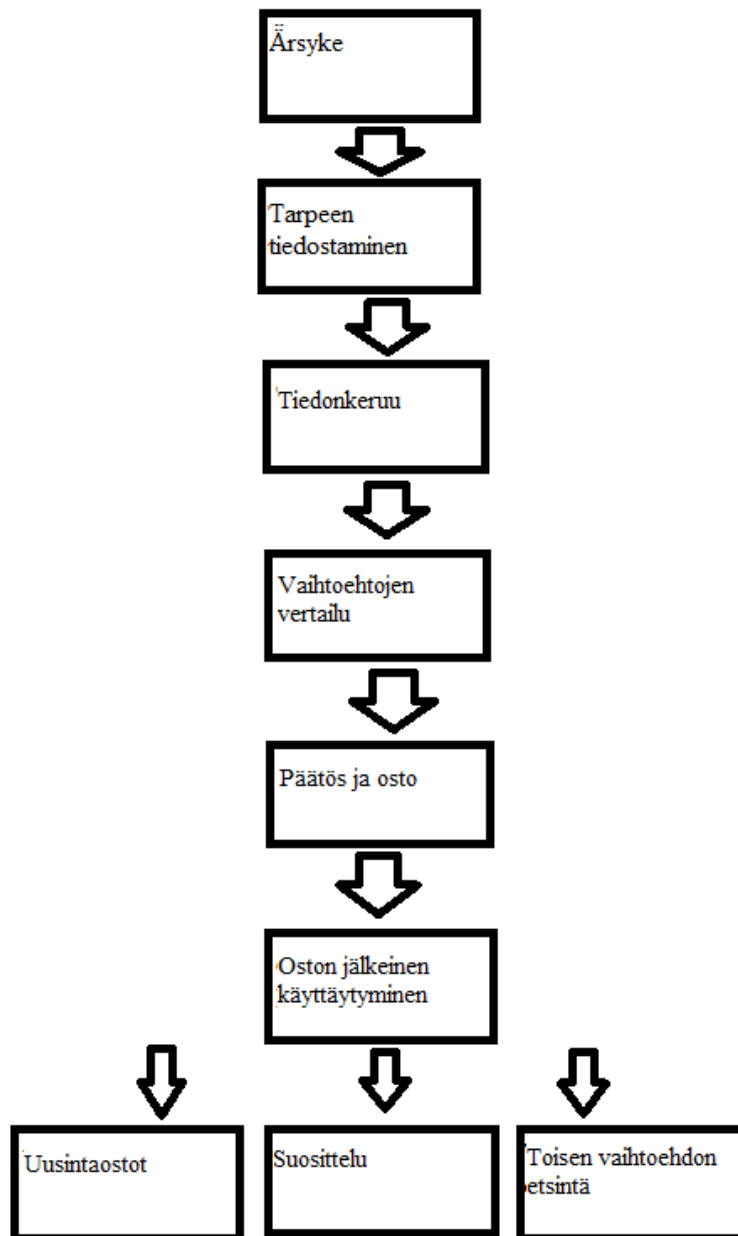 Ärsyke
Tarpeen
tiedostaminen
Tiedonkeruu
Vaihtoehtojen
vertailu
Päätös ja osto
Oston jälkeinen
käyttäytyminen
Uusintaostot
Suosittelu
Toisen vaihtoehdon
etsintä